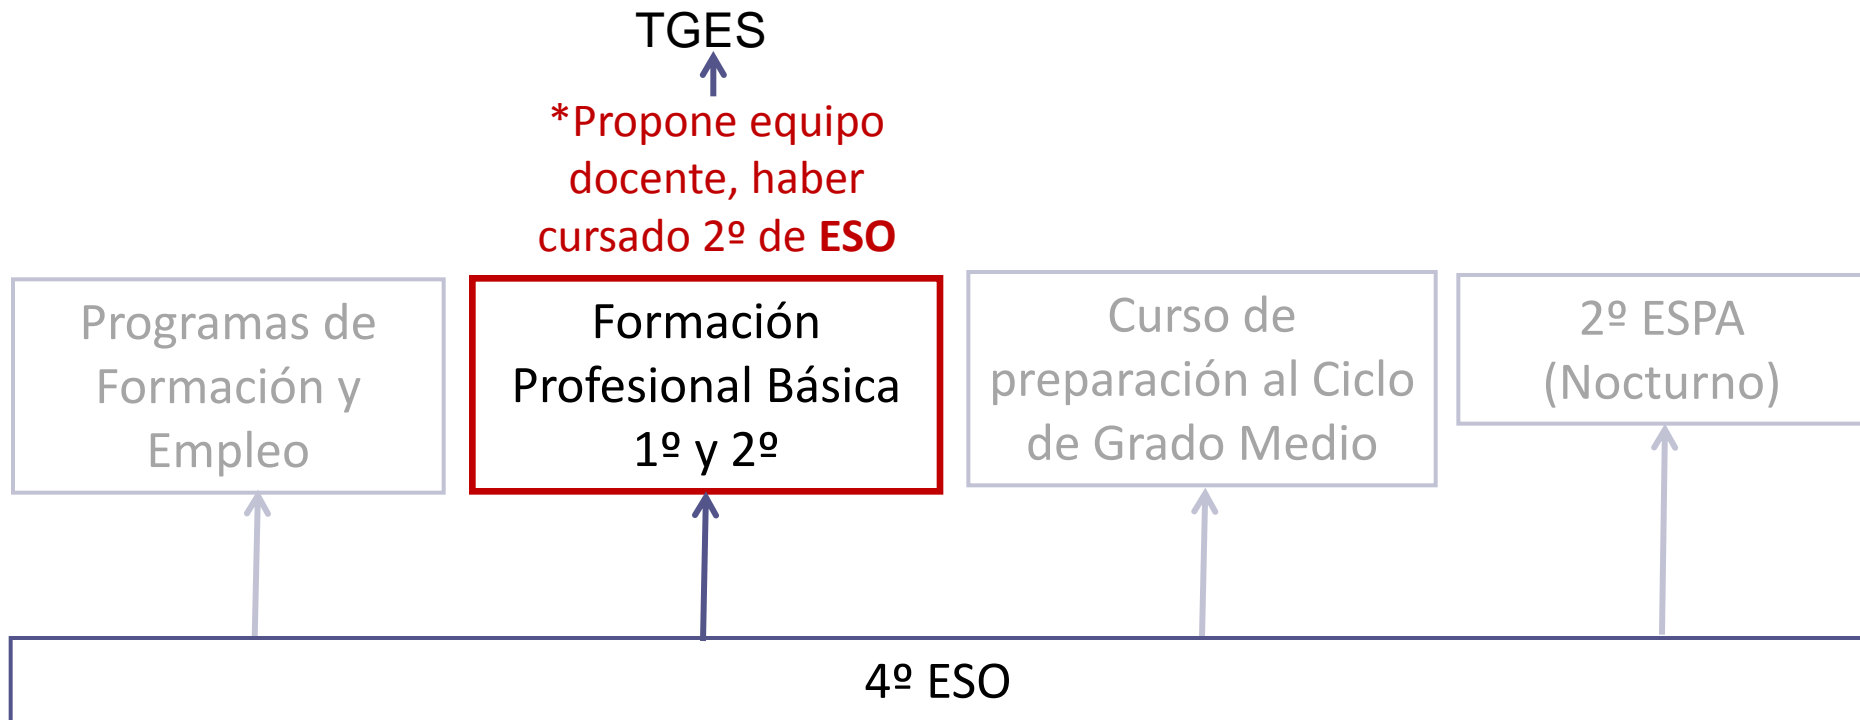 TGES
*Propone equipo
docente, haber
cursado 2º de ESO
Programas de
Formación y
Empleo
Formación
Profesional Básica
1º y 2º
Curso de
preparación al Ciclo
de Grado Medio
2º ESPA
(Nocturno)
4º ESO